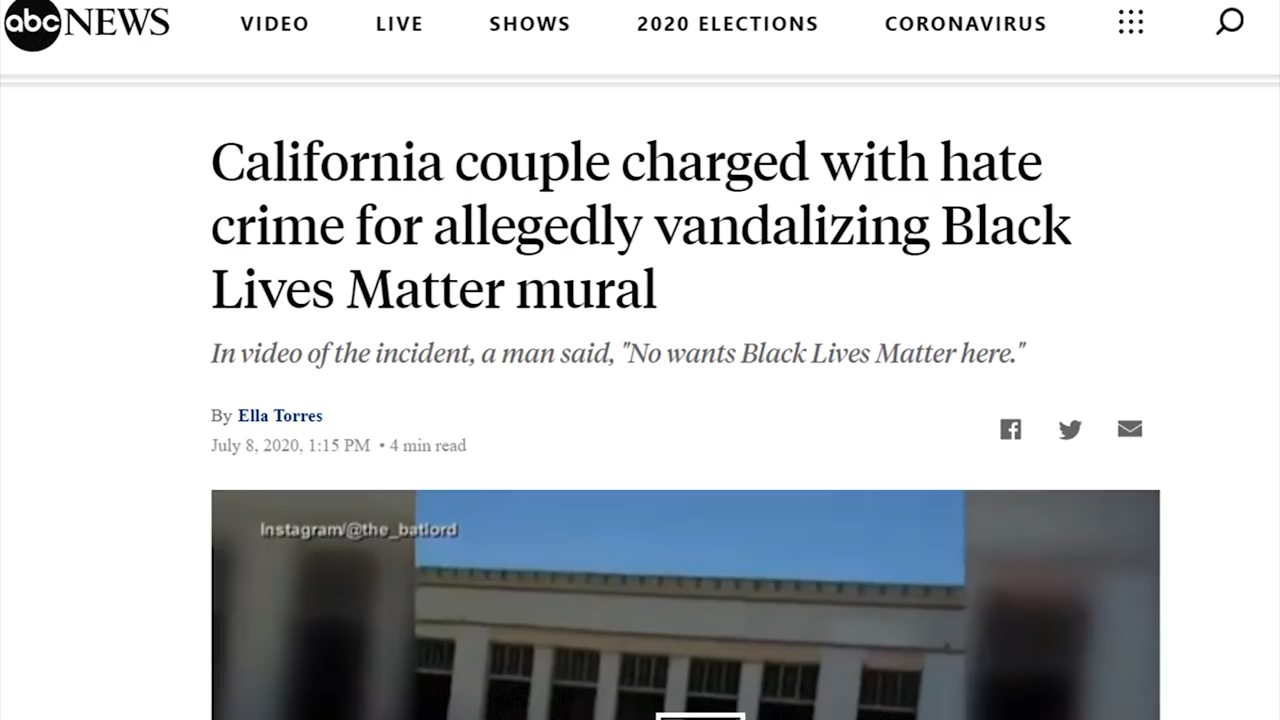 abc NEWS VIDEO LIVE SHOWS 2020 ELECTIONS CORONAVIRUS
California couple charged with hate
crime for allegedly vandalizing Black
Lives Matter mural
In video of the incident, a man said, "No wants Black Lives Matter here."
By Ella Torres
July 8, 2020, 1:15 PM • 4 min read
Instagram/@the_batlord